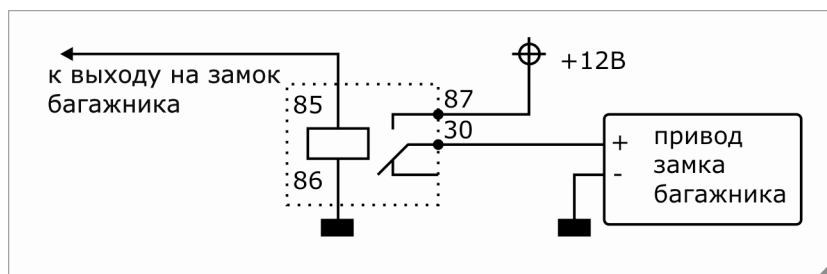 к выходу на замок
багажника
85
86
87
30
+12В
+ привод
замка
- багажника